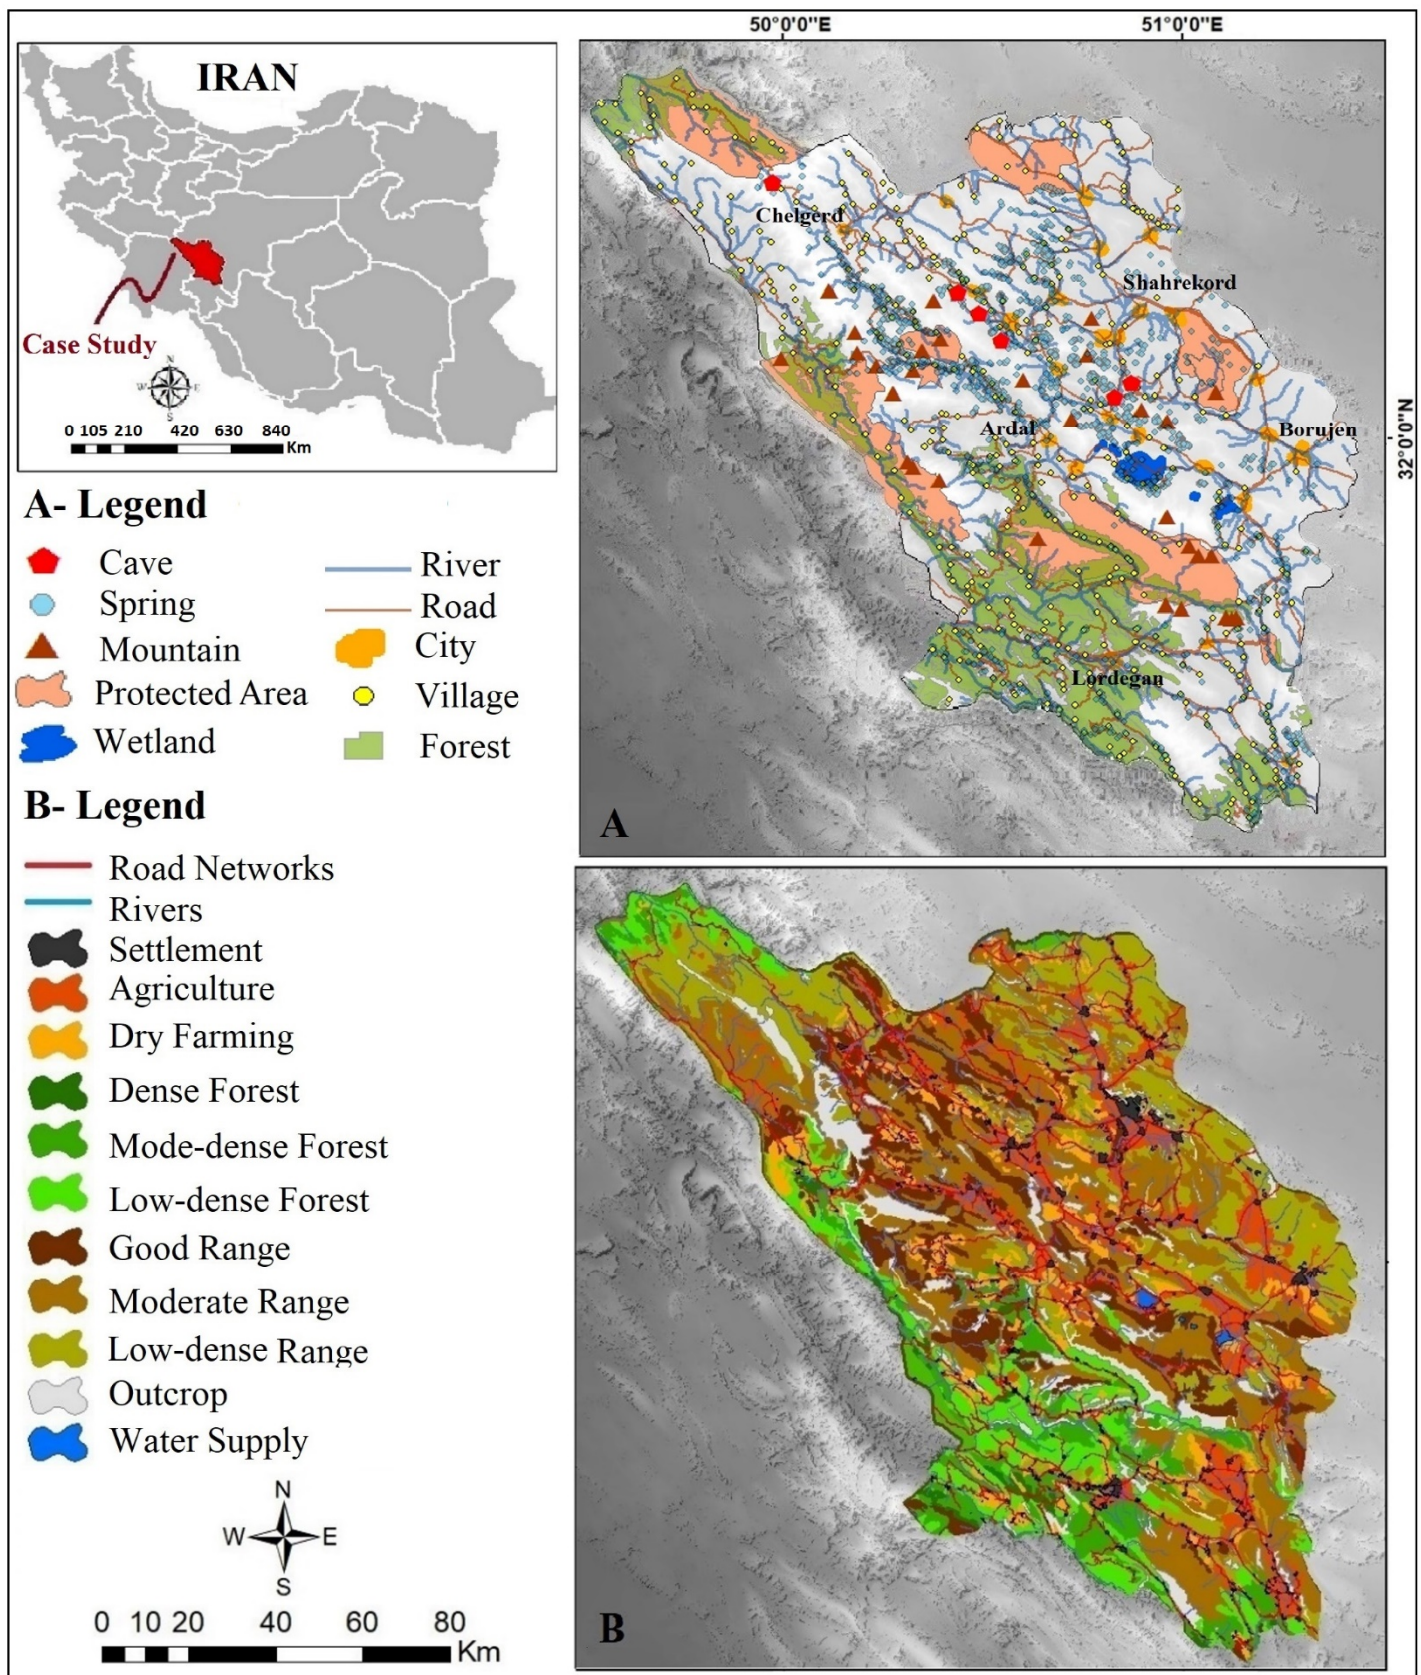 50°0'0"E
51°0'0"E
IRAN
Case Study
N
W
E
S
0 105 210 420 630 840
Km
A- Legend
Cave
River
Spring
Road
Mountain
City
Protected Area
Village
Wetland
Forest
Chelgerd
Shahrekord
Ardal
Borujen
Lordegan
32°0'0"N
A
B- Legend
Road Networks
Rivers
Settlement
Agriculture
Dry Farming
Dense Forest
Mode-dense Forest
Low-dense Forest
Good Range
Moderate Range
Low-dense Range
Outcrop
Water Supply
N
W
E
S
0 10 20 40 60 80
Km
B